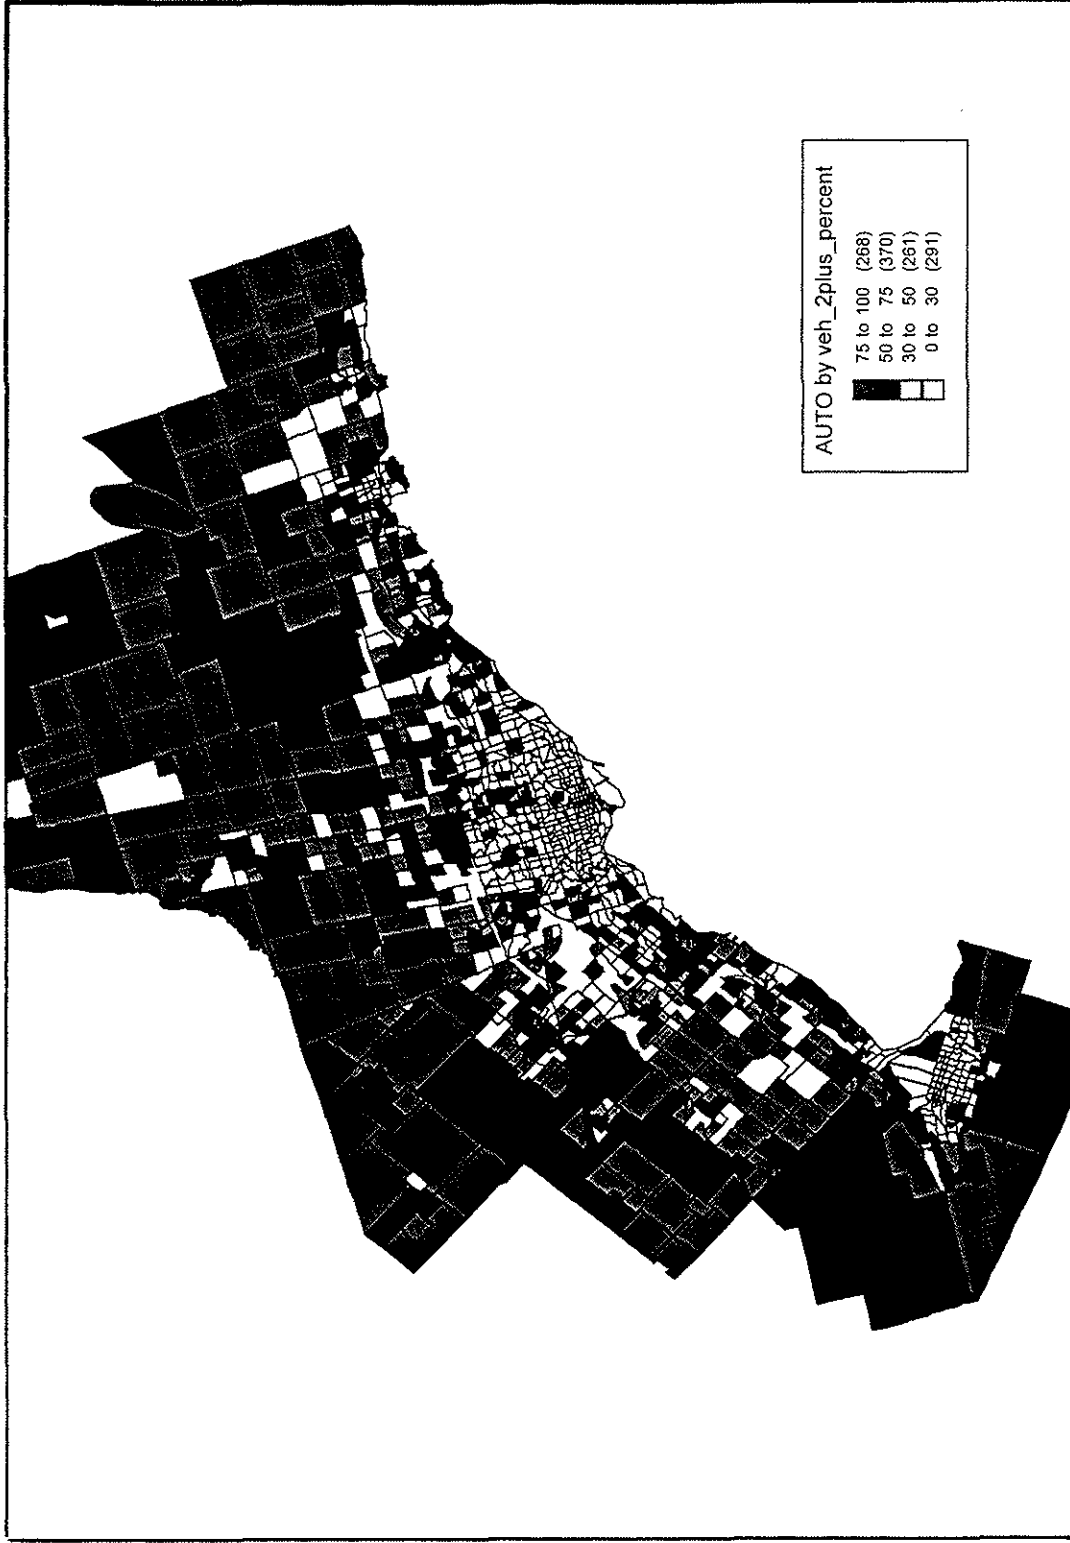 AUTO by veh_2plus_percent
75 to 100 (268)
50 to 75 (370)
30 to 50 (261)
0 to 30 (291)